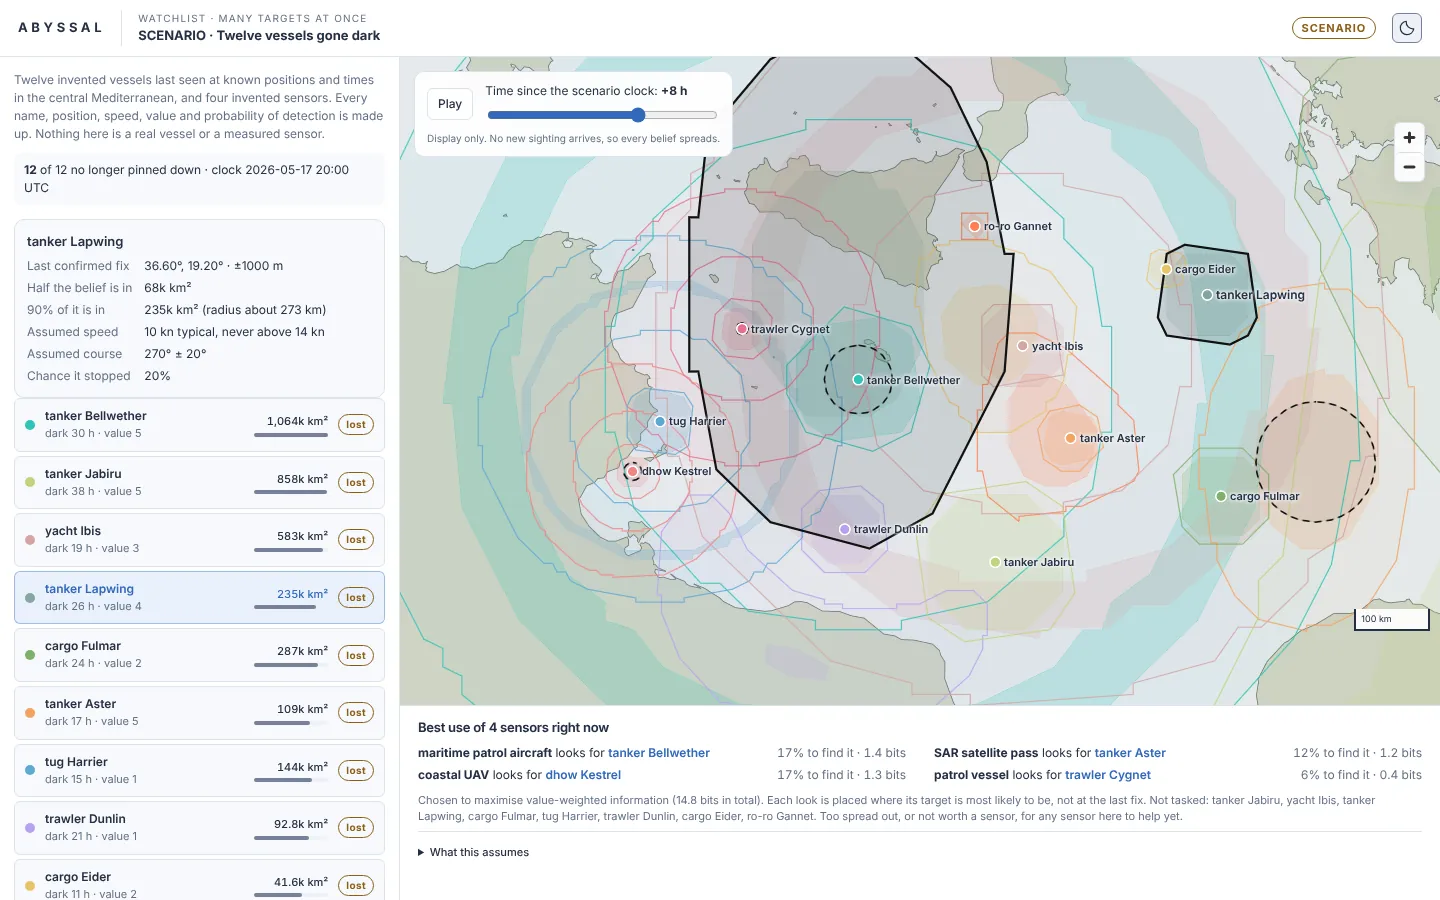 ABYSSAL
WATCHLIST · MANY TARGETS AT ONCE
SCENARIO · Twelve vessels gone dark
SCENARIO
Twelve invented vessels last seen at known positions and times
in the central Mediterranean, and four invented sensors. Every
name, position, speed, value and probability of detection is made
up. Nothing here is a real vessel or a measured sensor.
12 of 12 no longer pinned down · clock 2026-05-17 20:00
UTC
tanker Lapwing
Last confirmed fix 36.60°, 19.20° · ±1000 m
Half the belief is in 68k km²
90% of it is in 235k km² (radius about 273 km)
Assumed speed 10 kn typical, never above 14 kn
Assumed course 270° ± 20°
Chance it stopped 20%
tanker Bellwether 1,064k km² lost
dark 30 h · value 5
tanker Jabiru 858k km² lost
dark 38 h · value 5
yacht Ibis 583k km² lost
dark 19 h · value 3
tanker Lapwing 235k km² lost
dark 26 h · value 4
cargo Fulmar 287k km² lost
dark 24 h · value 2
tanker Aster 109k km² lost
dark 17 h · value 5
tug Harrier 144k km² lost
dark 15 h · value 1
trawler Dunlin 92.8k km² lost
dark 21 h · value 1
cargo Eider 41.6k km² lost
dark 11 h · value 2
Play
Time since the scenario clock: +8 h
Display only. No new sighting arrives, so every belief spreads.
+
−
ro-ro Gannet
cargo Eider
tanker Lapwing
trawler Cygnet
yacht Ibis
tanker Bellwether
tug Harrier
tanker Aster
dhow Kestrel
cargo Fulmar
trawler Dunlin
tanker Jabiru
100 km
Best use of 4 sensors right now
maritime patrol aircraft looks for tanker Bellwether 17% to find it · 1.4 bits
SAR satellite pass looks for tanker Aster 12% to find it · 1.2 bits
coastal UAV looks for dhow Kestrel 17% to find it · 1.3 bits
patrol vessel looks for trawler Cygnet 6% to find it · 0.4 bits
Chosen to maximise value-weighted information (14.8 bits in total). Each look is placed where its target is most likely to be, not at the last fix. Not tasked: tanker Jabiru, yacht Ibis, tanker
Lapwing, cargo Fulmar, tug Harrier, trawler Dunlin, cargo Eider, ro-ro Gannet. Too spread out, or not worth a sensor, for any sensor here to help yet.
What this assumes